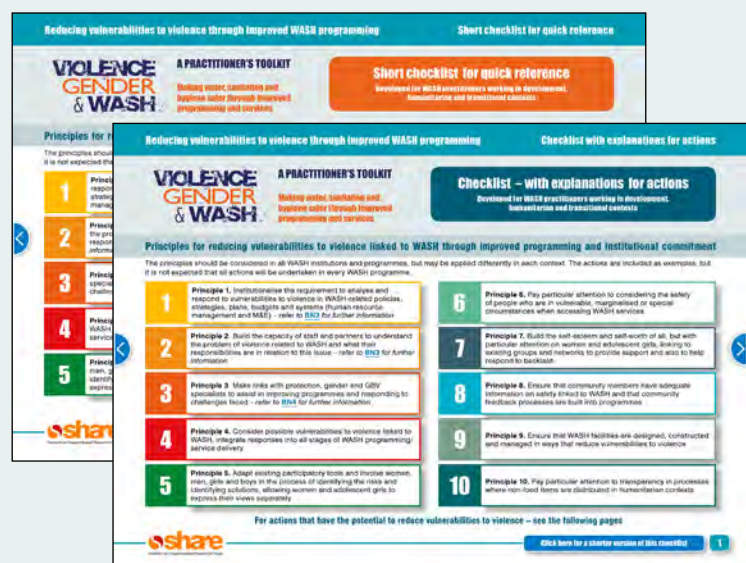 Reducing vulnerabilities to violence through improved WASH programming
Short checklist for quick reference
VIOLENCE
GENDER
& WASH
A PRACTITIONER'S TOOLKIT
Making water, sanitation and
hygiene safer through improved
programming and services
Short checklist for quick reference
Developed for WASH practitioners working in development,
humanitarian and transitional contexts
Principles for
The principles shoul
it is not expected tha
1
2
3
4
5
share
Reducing vulnerabilities to violence through improved WASH programming
Checklist with explanations for actions
VIOLENCE
GENDER
& WASH
A PRACTITIONER'S TOOLKIT
Making water, sanitation and
hygiene safer through improved
programming and services
Checklist – with explanations for actions
Developed for WASH practitioners working in development,
humanitarian and transitional contexts
Principles for reducing vulnerabilities to violence linked to WASH through improved programming and institutional commitment
The principles should be considered in all WASH institutions and programmes, but may be applied differently in each context. The actions are included as examples, but
it is not expected that all actions will be undertaken in every WASH programme.
1
Principle 1. Institutionalise the requirement to analyse and
respond to vulnerabilities to violence in WASH-related policies,
strategies, plans, budgets and systems (human resource
management and M&E) – refer to BN3 for further information
2
Principle 2. Build the capacity of staff and partners to understand
the problem of violence related to WASH and what their
responsibilities are in relation to this issue – refer to BN3 for further
information
3
Principle 3. Make links with protection, gender and GBV
specialists to assist in improving programmes and responding to
challenges faced – refer to BN4 for further information
4
Principle 4. Consider possible vulnerabilities to violence linked to
WASH, integrate responses into all stages of WASH programming/
service delivery
5
Principle 5. Adapt existing participatory tools and involve women,
men, girls and boys in the process of identifying the risks and
identifying solutions, allowing women and adolescent girls to
express their views separately
6
Principle 6. Pay particular attention to considering the safety
of people who are in vulnerable, marginalised or special
circumstances when accessing WASH services
7
Principle 7. Build the self-esteem and self-worth of all, but with
particular attention on women and adolescent girls, linking to
existing groups and networks to provide support and also to help
respond to backlash
8
Principle 8. Ensure that community members have adequate
information on safety linked to WASH and that community
feedback processes are built into programmes
9
Principle 9. Ensure that WASH facilities are designed, constructed
and managed in ways that reduce vulnerabilities to violence
10
Principle 10. Pay particular attention to transparency in processes
where non-food items are distributed in humanitarian contexts
For actions that have the potential to reduce vulnerabilities to violence – see the following pages
share
Click here for a shorter version of this checklist
1